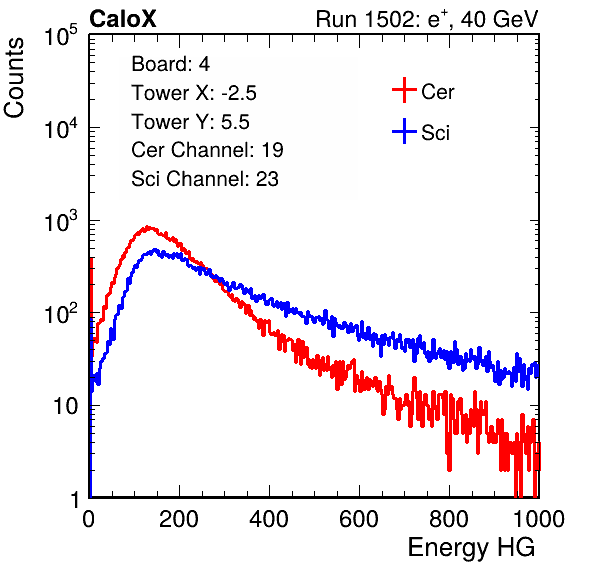 CaloX Run 1502: e⁺, 40 GeV
Counts
10⁵
10⁴
10³
10²
10
1
Board: 4
Tower X: -2.5
Tower Y: 5.5
Cer Channel: 19
Sci Channel: 23
Cer
Sci
0 200 400 600 800 1000
Energy HG